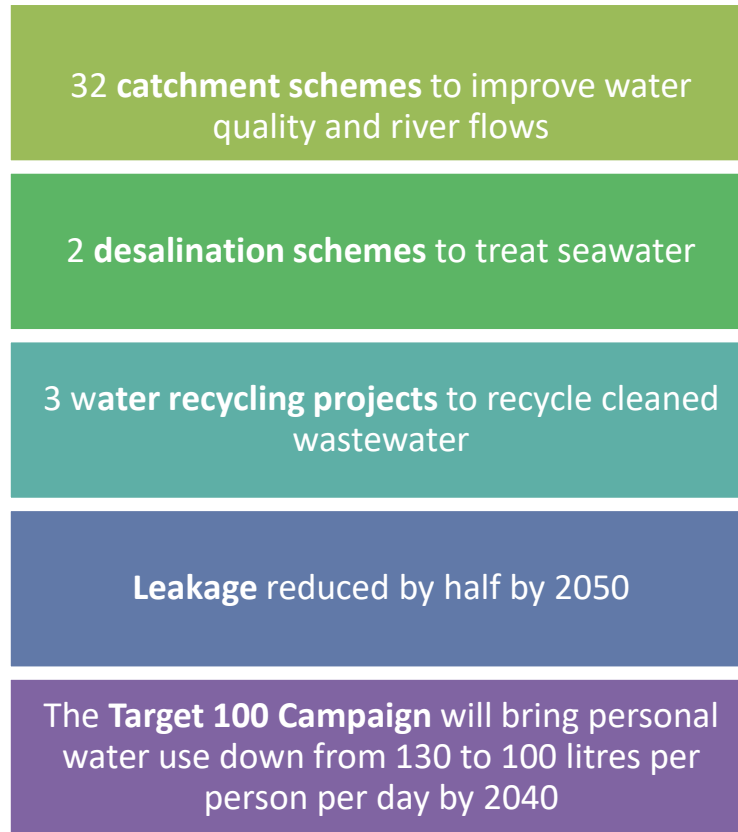 32 catchment schemes to improve water
quality and river flows
2 desalination schemes to treat seawater
3 water recycling projects to recycle cleaned
wastewater
Leakage reduced by half by 2050
The Target 100 Campaign will bring personal
water use down from 130 to 100 litres per
person per day by 2040